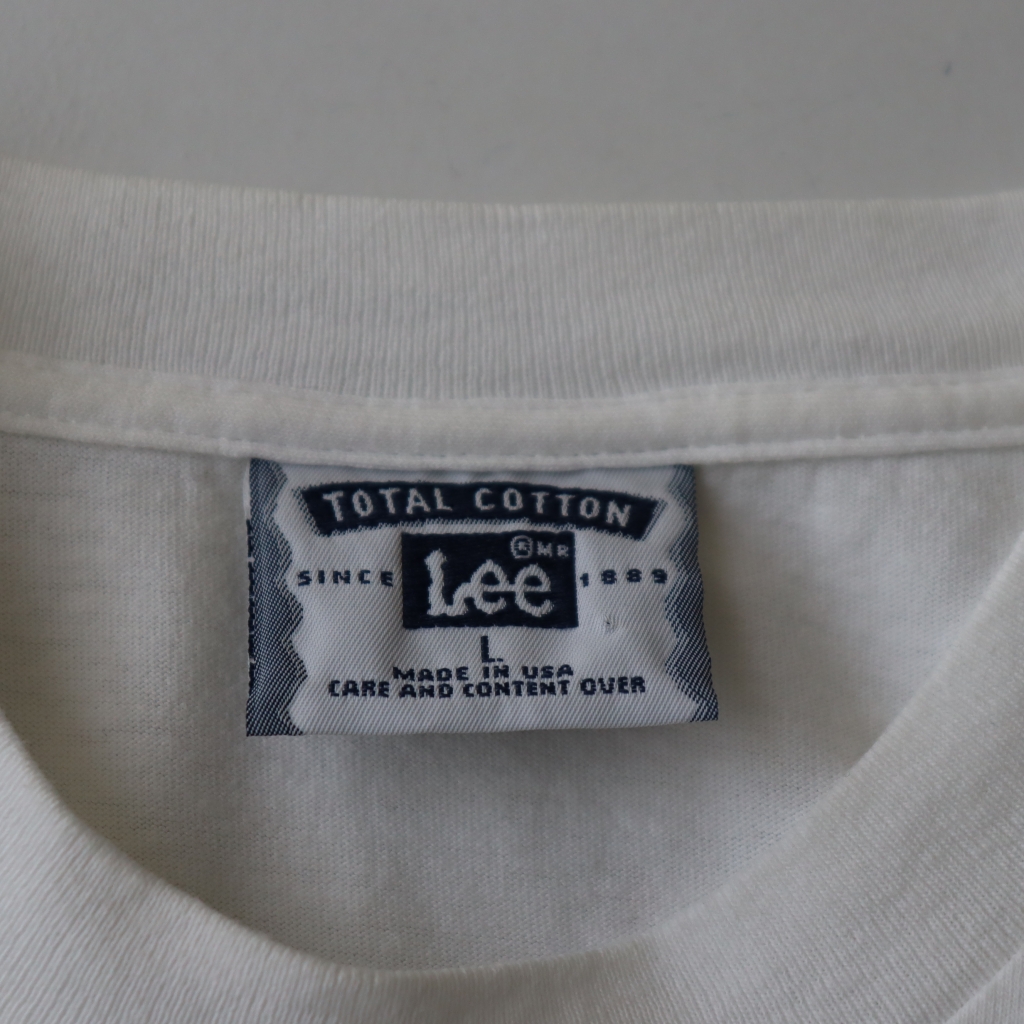 TOTAL COTTON
® MR
SINCE Lee 1889
L
MADE IN USA
CARE AND CONTENT OVER